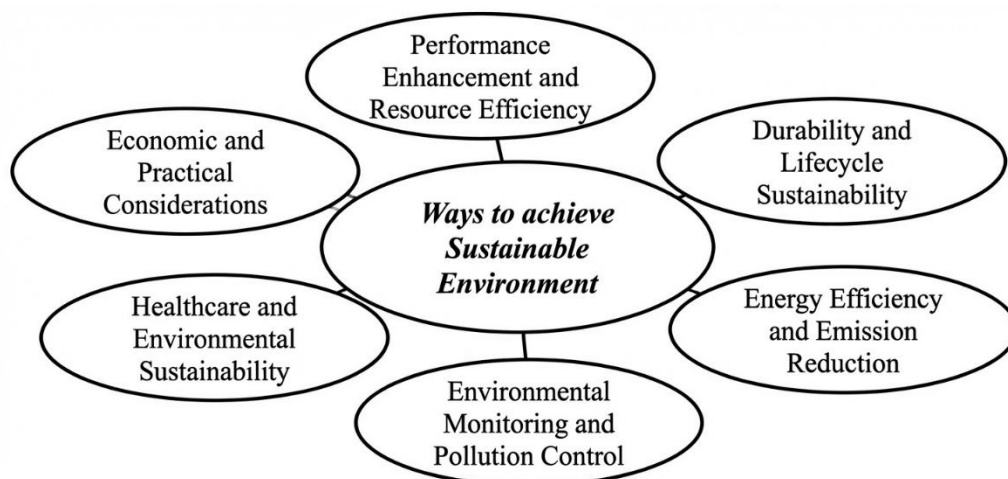 Performance
Enhancement and
Resource Efficiency
Economic and
Practical
Considerations
Durability and
Lifecycle
Sustainability
Ways to achieve
Sustainable
Environment
Healthcare and
Environmental
Sustainability
Energy Efficiency
and Emission
Reduction
Environmental
Monitoring and
Pollution Control